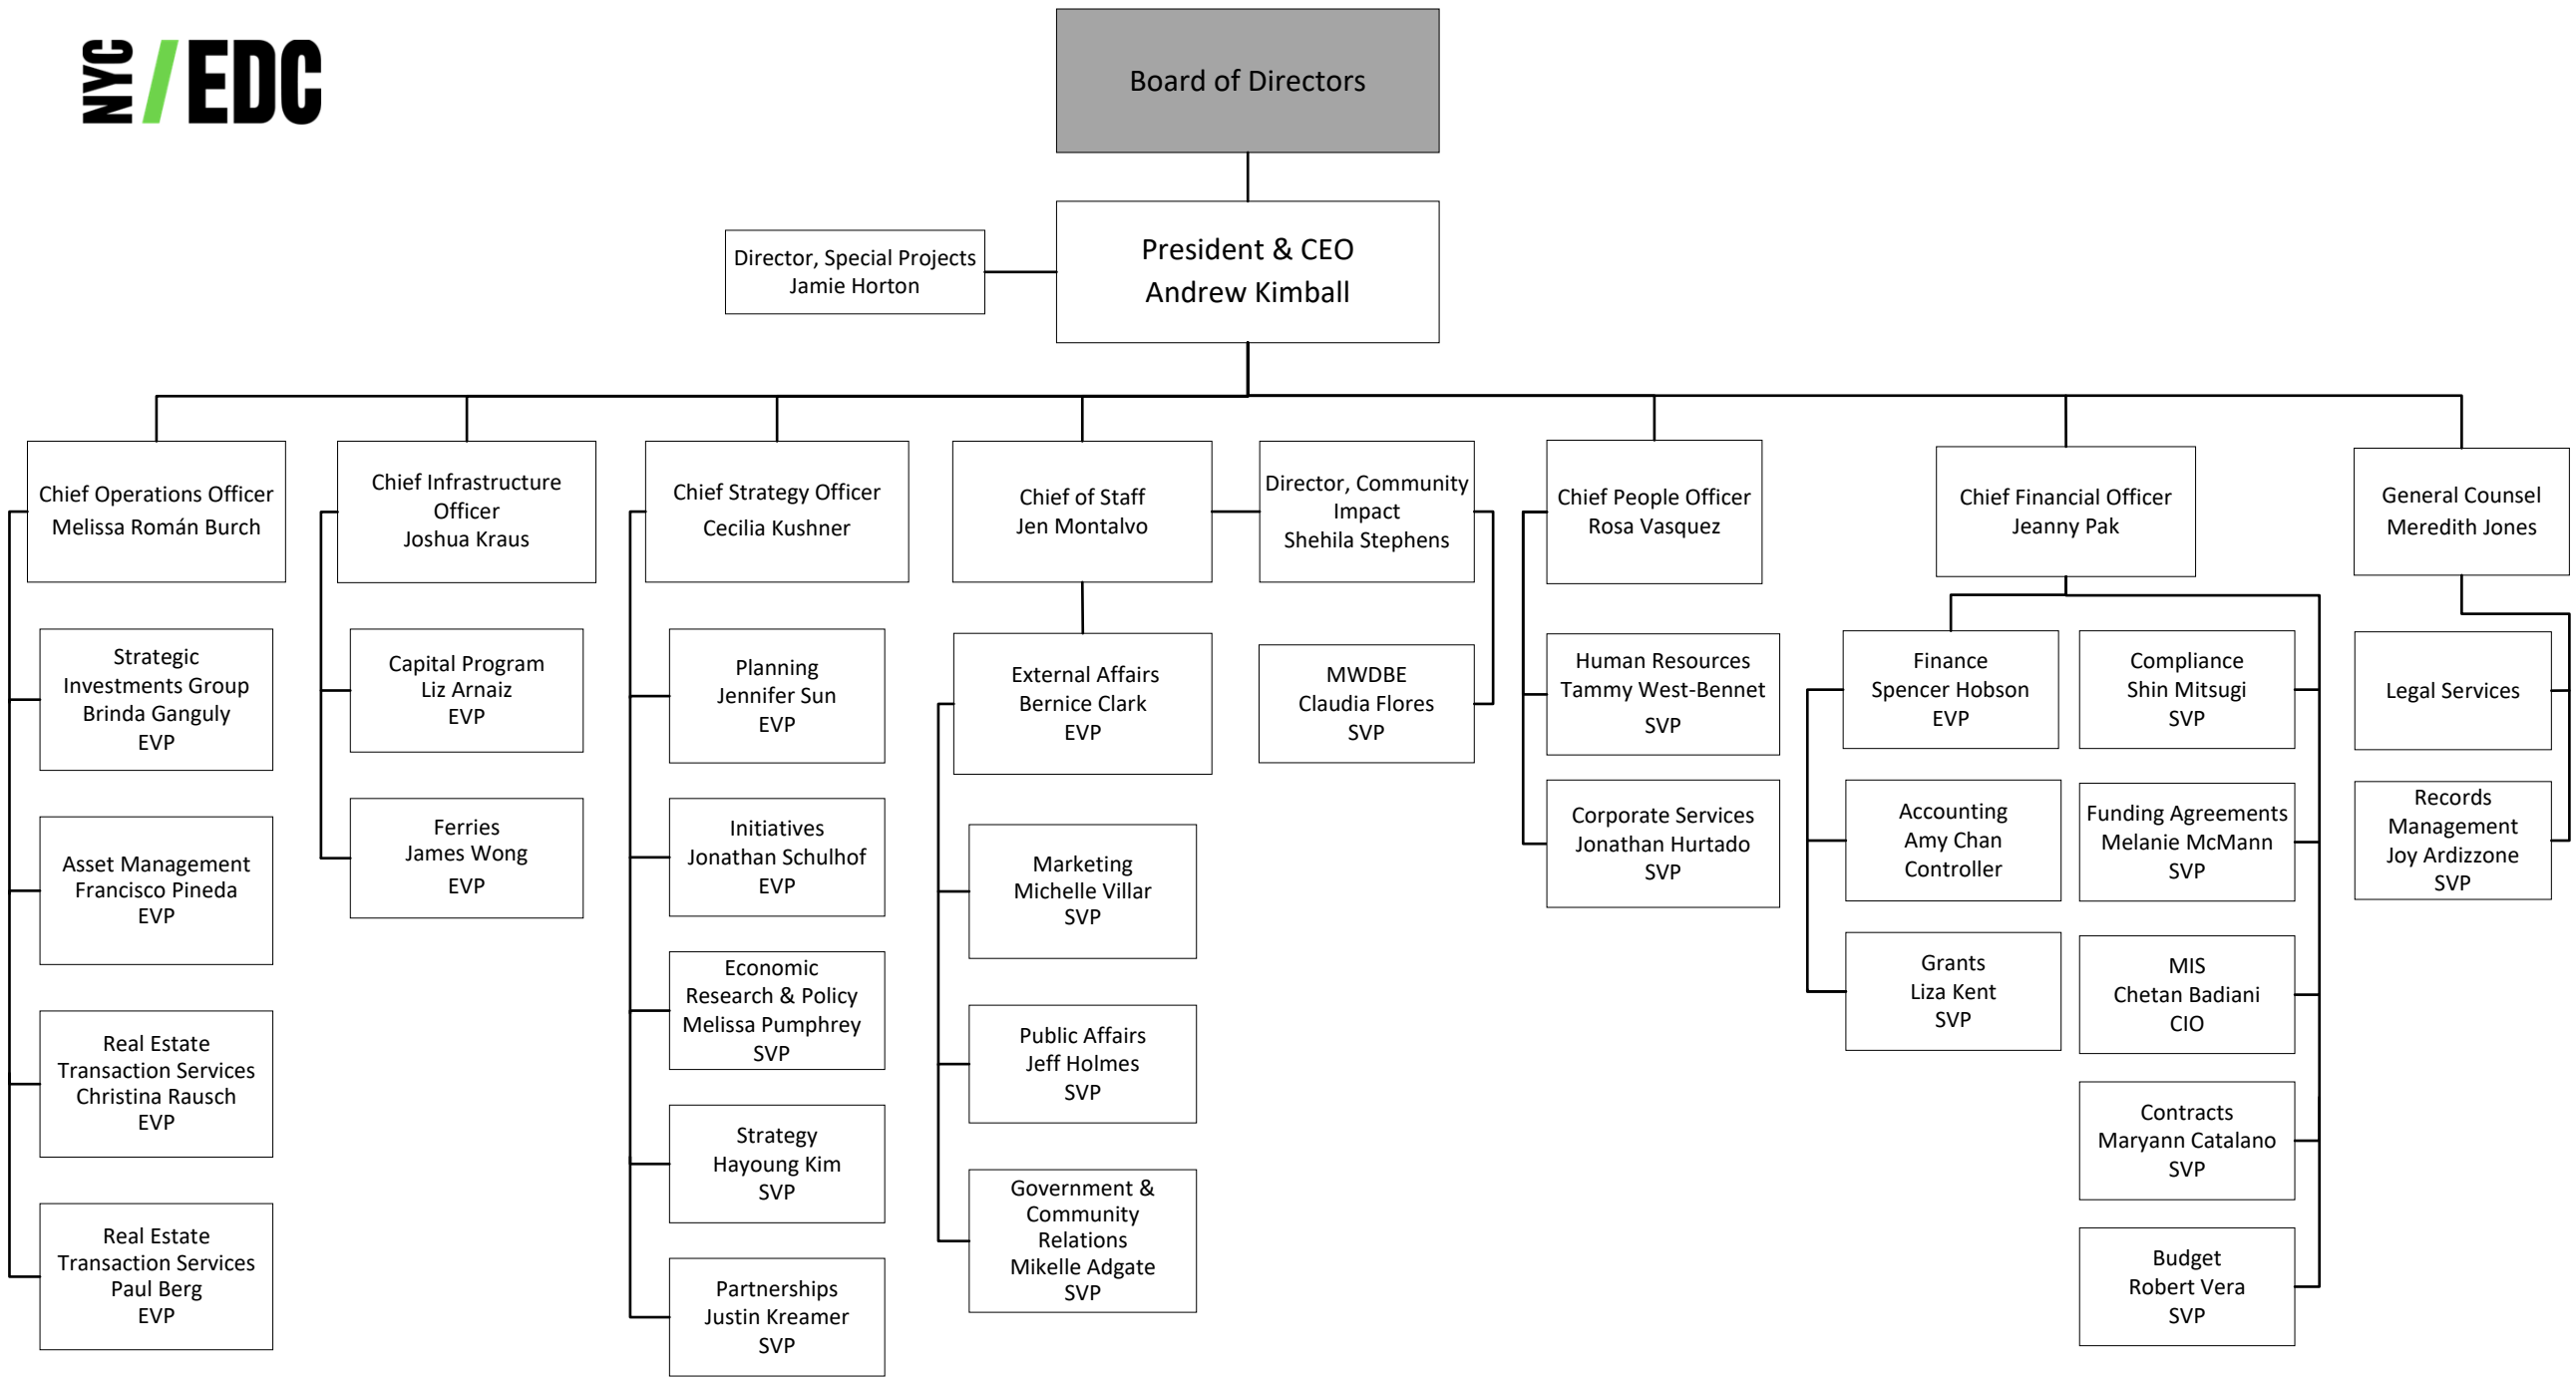 NYC / EDC
Board of Directors
President & CEO
Andrew Kimball
Director, Special Projects
Jamie Horton
Chief Operations Officer
Melissa Román Burch
Strategic
Investments Group
Brinda Ganguly
EVP
Asset Management
Francisco Pineda
EVP
Real Estate
Transaction Services
Christina Rausch
EVP
Real Estate
Transaction Services
Paul Berg
EVP
Chief Infrastructure
Officer
Joshua Kraus
Capital Program
Liz Arnaiz
EVP
Ferries
James Wong
EVP
Chief Strategy Officer
Cecilia Kushner
Planning
Jennifer Sun
EVP
Initiatives
Jonathan Schulhof
EVP
Economic
Research & Policy
Melissa Pumphrey
SVP
Strategy
Hayoung Kim
SVP
Partnerships
Justin Kreamer
SVP
Chief of Staff
Jen Montalvo
External Affairs
Bernice Clark
EVP
Marketing
Michelle Villar
SVP
Public Affairs
Jeff Holmes
SVP
Government &
Community
Relations
Mikelle Adgate
SVP
Director, Community
Impact
Shehila Stephens
MWDBE
Claudia Flores
SVP
Chief People Officer
Rosa Vasquez
Human Resources
Tammy West-Bennet
SVP
Corporate Services
Jonathan Hurtado
SVP
Chief Financial Officer
Jeanny Pak
Finance
Spencer Hobson
EVP
Accounting
Amy Chan
Controller
Grants
Liza Kent
SVP
Compliance
Shin Mitsugi
SVP
Funding Agreements
Melanie McMann
SVP
MIS
Chetan Badiani
CIO
Contracts
Maryann Catalano
SVP
Budget
Robert Vera
SVP
General Counsel
Meredith Jones
Legal Services
Records
Management
Joy Ardizzone
SVP